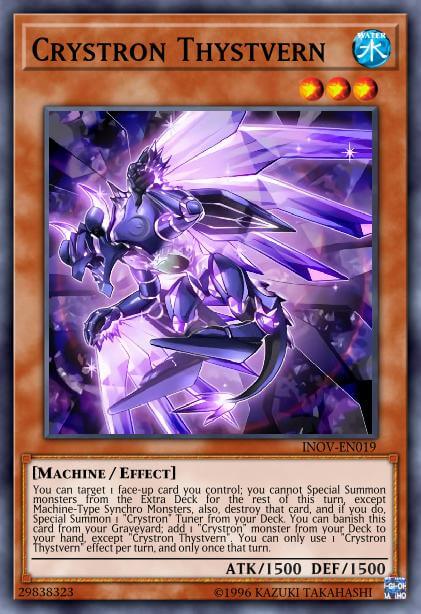 CRYSTRON THYSTVERN
WATER
水
INOV-EN019
[MACHINE / EFFECT]
You can target 1 face-up card you control; you cannot Special Summon
monsters from the Extra Deck for the rest of this turn, except
Machine-Type Synchro Monsters, also, destroy that card, and if you do,
Special Summon 1 "Crystron" Tuner from your Deck. You can banish
this card from your Graveyard; add 1 "Crystron" monster from your Deck to
your hand, except "Crystron Thystvern". You can only use 1 "Crystron
Thystvern" effect per turn, and only once that turn.
ATK/1500 DEF/1500
29838323
©1996 KAZUKI TAKAHASHI